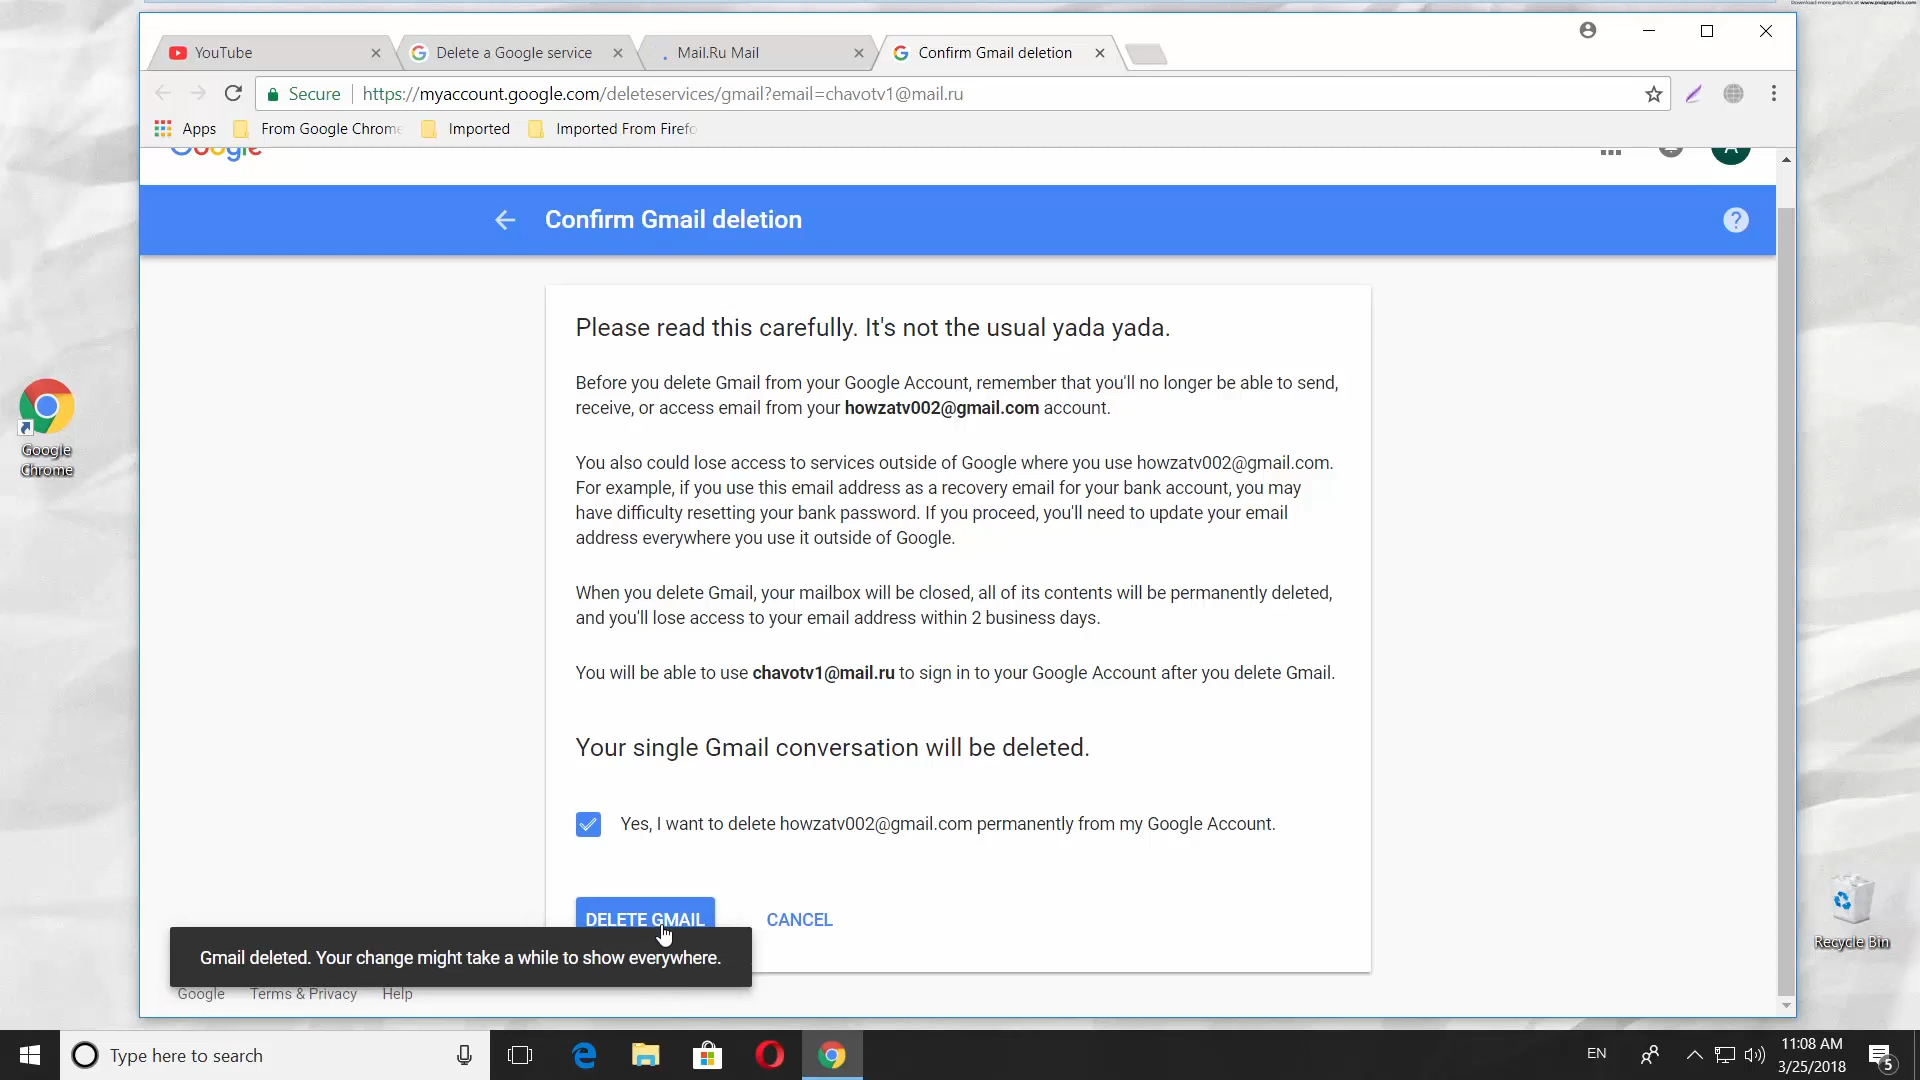 Download more graphics at www.psdgraphics.com
YouTube
Delete a Google service
Mail.Ru Mail
Confirm Gmail deletion
Secure
https://myaccount.google.com/deleteservices/gmail?email=chavotv1@mail.ru
Apps
From Google Chrome
Imported
Imported From Firefo
Google
A
Confirm Gmail deletion
?
Please read this carefully. It's not the usual yada yada.
Before you delete Gmail from your Google Account, remember that you'll no longer be able to send,
receive, or access email from your howzatv002@gmail.com account.
You also could lose access to services outside of Google where you use howzatv002@gmail.com.
For example, if you use this email address as a recovery email for your bank account, you may
have difficulty resetting your bank password. If you proceed, you'll need to update your email
address everywhere you use it outside of Google.
When you delete Gmail, your mailbox will be closed, all of its contents will be permanently deleted,
and you'll lose access to your email address within 2 business days.
You will be able to use chavotv1@mail.ru to sign in to your Google Account after you delete Gmail.
Your single Gmail conversation will be deleted.
Yes, I want to delete howzatv002@gmail.com permanently from my Google Account.
DELETE GMAIL
CANCEL
Gmail deleted. Your change might take a while to show everywhere.
Google
Terms & Privacy
Help
Google
Chrome
Recycle Bin
Type here to search
EN
11:08 AM
3/25/2018
5